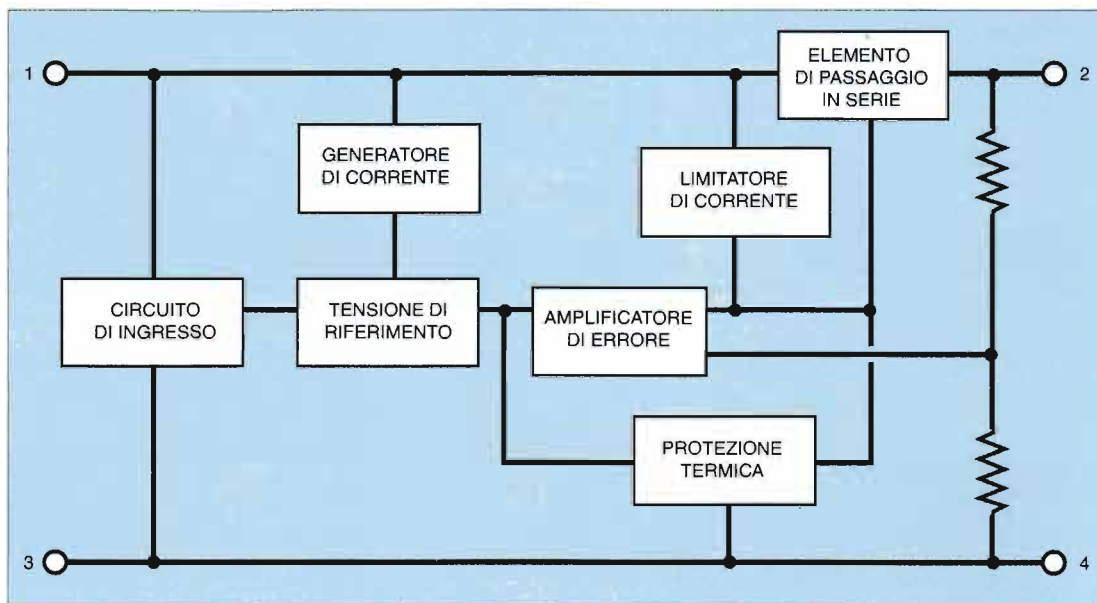 1
ELEMENTO
DI PASSAGGIO
IN SERIE
2
GENERATORE
DI CORRENTE
LIMITATORE
DI CORRENTE
CIRCUITO
DI INGRESSO
TENSIONE DI
RIFERIMENTO
AMPLIFICATORE
DI ERRORE
PROTEZIONE
TERMICA
3
4